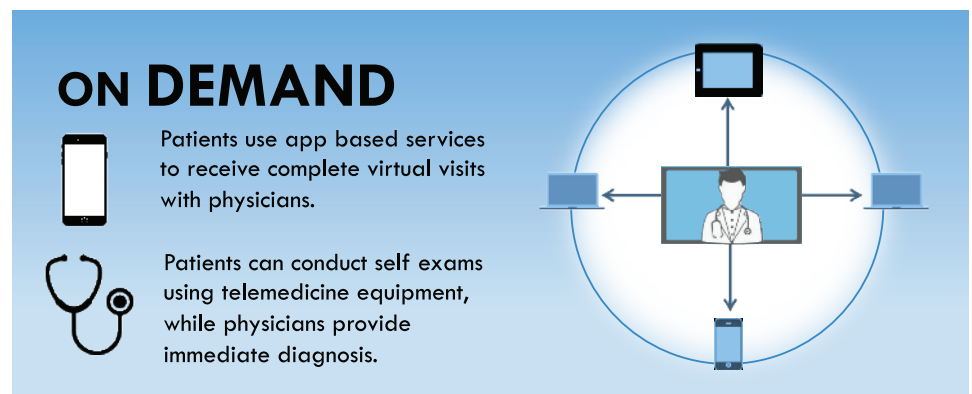 ON DEMAND
Patients use app based services
to receive complete virtual visits
with physicians.
Patients can conduct self exams
using telemedicine equipment,
while physicians provide
immediate diagnosis.